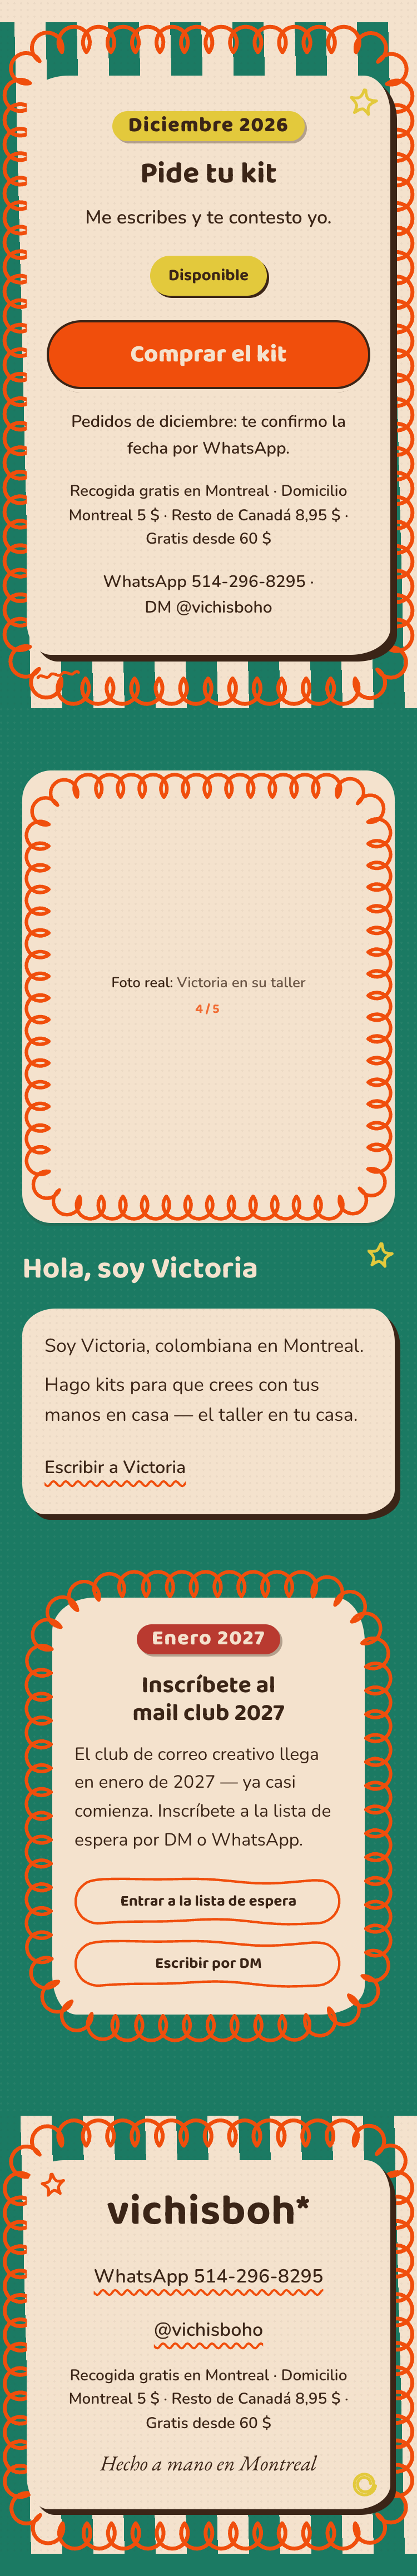 Diciembre 2026
Pide tu kit
Me escribes y te contesto yo.
Disponible
Comprar el kit
Pedidos de diciembre: te confirmo la
fecha por WhatsApp.
Recogida gratis en Montreal · Domicilio
Montreal 5 $ · Resto de Canadá 8,95 $ ·
Gratis desde 60 $
WhatsApp 514-296-8295 ·
DM @vichisboho
Foto real: Victoria en su taller
4 / 5
Hola, soy Victoria
Soy Victoria, colombiana en Montreal.
Hago kits para que crees con tus
manos en casa — el taller en tu casa.
Escribir a Victoria
Enero 2027
Inscríbete al
mail club 2027
El club de correo creativo llega
en enero de 2027 — ya casi
comienza. Inscríbete a la lista de
espera por DM o WhatsApp.
Entrar a la lista de espera
Escribir por DM
vichisboh*
WhatsApp 514-296-8295
@vichisboho
Recogida gratis en Montreal · Domicilio
Montreal 5 $ · Resto de Canadá 8,95 $ ·
Gratis desde 60 $
Hecho a mano en Montreal